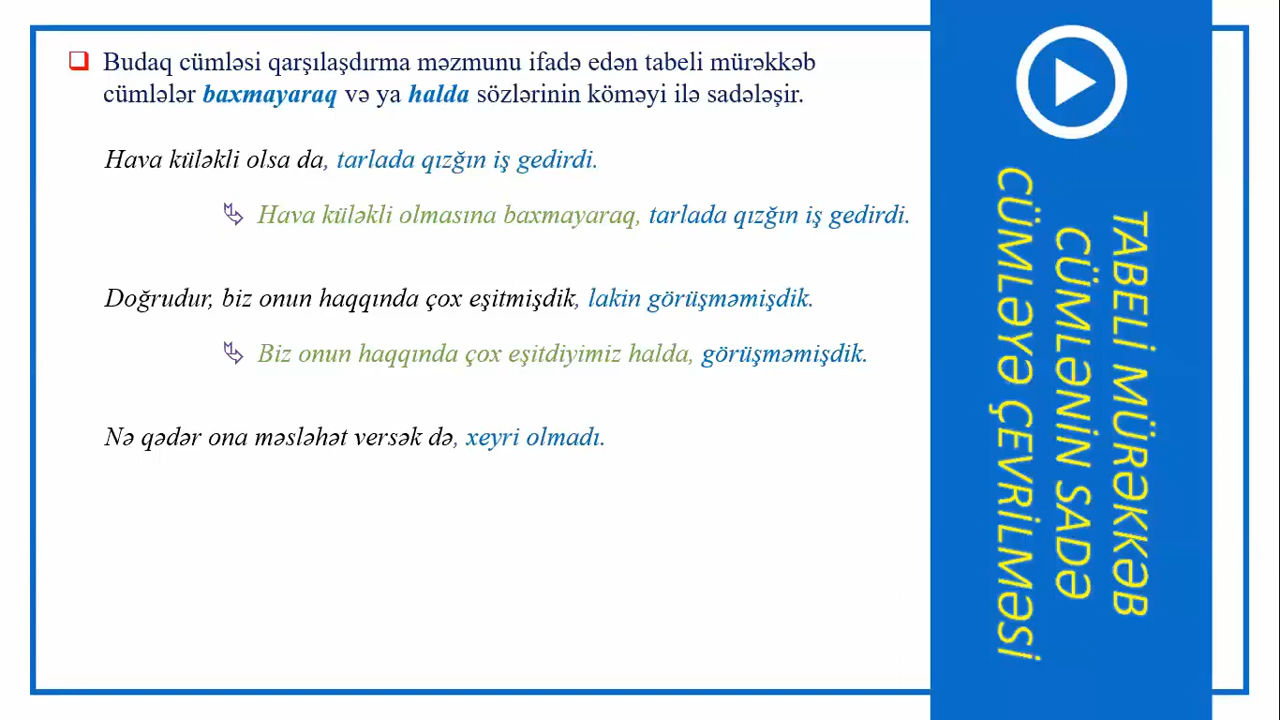 Budaq cümləsi qarşılaşdırma məzmunu ifadə edən tabeli mürəkkəb
cümlələr baxmayaraq və ya halda sözlərinin köməyi ilə sadələşir.
Hava küləkli olsa da, tarlada qızğın iş gedirdi.
Hava küləkli olmasına baxmayaraq, tarlada qızğın iş gedirdi.
Doğrudur, biz onun haqqında çox eşitmişdik, lakin görüşməmişdik.
Biz onun haqqında çox eşitdiyimiz halda, görüşməmişdik.
Nə qədər ona məsləhət versək də, xeyri olmadı.
TABELİ MÜRƏKKƏB
CÜMLƏNİN SADƏ
CÜMLƏYƏ ÇEVRİLMƏSİ